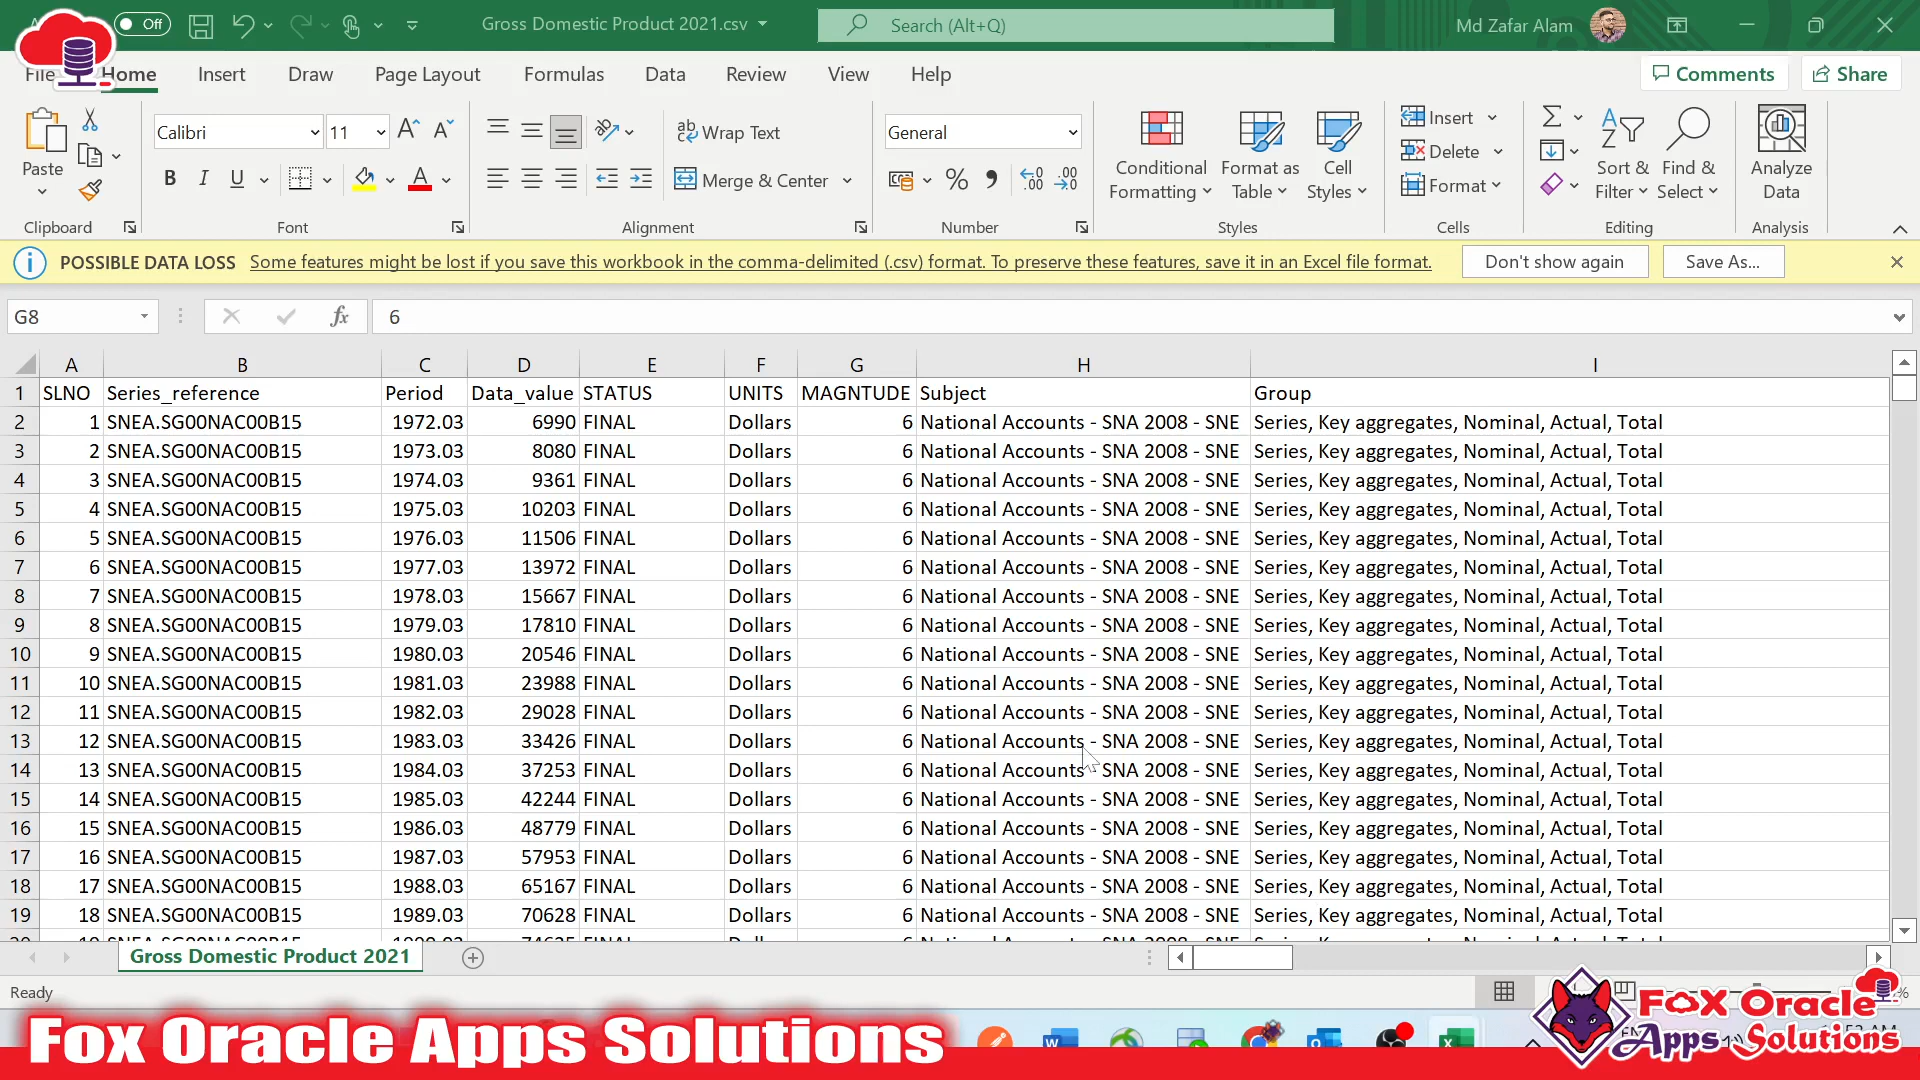 Off
Gross Domestic Product 2021.csv
Search (Alt+Q)
Md Zafar Alam
File Home Insert Draw Page Layout Formulas Data Review View Help
Comments Share
Paste
Calibri 11
Wrap Text
General
Merge & Center
Conditional Formatting
Format as Table
Cell Styles
Insert
Delete
Format
Sort & Filter
Find & Select
Analyze Data
Clipboard Font Alignment Number Styles Cells Editing Analysis
POSSIBLE DATA LOSS Some features might be lost if you save this workbook in the comma-delimited (.csv) format. To preserve these features, save it in an Excel file format. Don't show again Save As...
G8 fx 6
A B C D E F G H I
1 SLNO Series_reference Period Data_value STATUS UNITS MAGNTUDE Subject Group
2 1 SNEA.SG00NAC00B15 1972.03 6990 FINAL Dollars 6 National Accounts - SNA 2008 - SNE Series, Key aggregates, Nominal, Actual, Total
3 2 SNEA.SG00NAC00B15 1973.03 8080 FINAL Dollars 6 National Accounts - SNA 2008 - SNE Series, Key aggregates, Nominal, Actual, Total
4 3 SNEA.SG00NAC00B15 1974.03 9361 FINAL Dollars 6 National Accounts - SNA 2008 - SNE Series, Key aggregates, Nominal, Actual, Total
5 4 SNEA.SG00NAC00B15 1975.03 10203 FINAL Dollars 6 National Accounts - SNA 2008 - SNE Series, Key aggregates, Nominal, Actual, Total
6 5 SNEA.SG00NAC00B15 1976.03 11506 FINAL Dollars 6 National Accounts - SNA 2008 - SNE Series, Key aggregates, Nominal, Actual, Total
7 6 SNEA.SG00NAC00B15 1977.03 13972 FINAL Dollars 6 National Accounts - SNA 2008 - SNE Series, Key aggregates, Nominal, Actual, Total
8 7 SNEA.SG00NAC00B15 1978.03 15667 FINAL Dollars 6 National Accounts - SNA 2008 - SNE Series, Key aggregates, Nominal, Actual, Total
9 8 SNEA.SG00NAC00B15 1979.03 17810 FINAL Dollars 6 National Accounts - SNA 2008 - SNE Series, Key aggregates, Nominal, Actual, Total
10 9 SNEA.SG00NAC00B15 1980.03 20546 FINAL Dollars 6 National Accounts - SNA 2008 - SNE Series, Key aggregates, Nominal, Actual, Total
11 10 SNEA.SG00NAC00B15 1981.03 23988 FINAL Dollars 6 National Accounts - SNA 2008 - SNE Series, Key aggregates, Nominal, Actual, Total
12 11 SNEA.SG00NAC00B15 1982.03 29028 FINAL Dollars 6 National Accounts - SNA 2008 - SNE Series, Key aggregates, Nominal, Actual, Total
13 12 SNEA.SG00NAC00B15 1983.03 33426 FINAL Dollars 6 National Accounts - SNA 2008 - SNE Series, Key aggregates, Nominal, Actual, Total
14 13 SNEA.SG00NAC00B15 1984.03 37253 FINAL Dollars 6 National Accounts - SNA 2008 - SNE Series, Key aggregates, Nominal, Actual, Total
15 14 SNEA.SG00NAC00B15 1985.03 42244 FINAL Dollars 6 National Accounts - SNA 2008 - SNE Series, Key aggregates, Nominal, Actual, Total
16 15 SNEA.SG00NAC00B15 1986.03 48779 FINAL Dollars 6 National Accounts - SNA 2008 - SNE Series, Key aggregates, Nominal, Actual, Total
17 16 SNEA.SG00NAC00B15 1987.03 57953 FINAL Dollars 6 National Accounts - SNA 2008 - SNE Series, Key aggregates, Nominal, Actual, Total
18 17 SNEA.SG00NAC00B15 1988.03 65167 FINAL Dollars 6 National Accounts - SNA 2008 - SNE Series, Key aggregates, Nominal, Actual, Total
19 18 SNEA.SG00NAC00B15 1989.03 70628 FINAL Dollars 6 National Accounts - SNA 2008 - SNE Series, Key aggregates, Nominal, Actual, Total
Gross Domestic Product 2021
Ready
Fox Oracle Apps Solutions
Fox Oracle
Apps Solutions